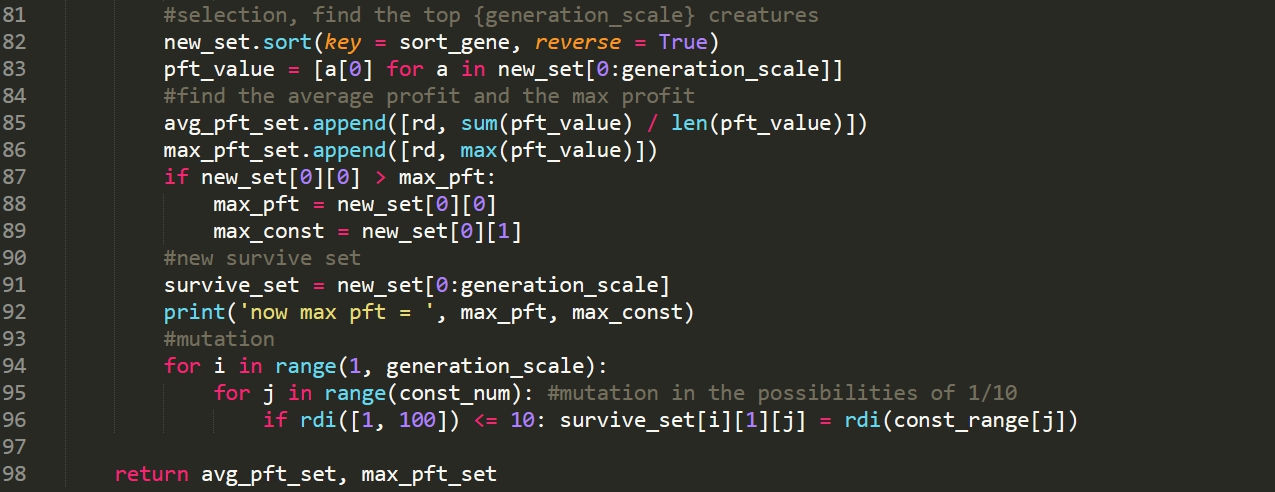 81 #selection, find the top {generation_scale} creatures
82 new_set.sort(key = sort_gene, reverse = True)
83 pft_value = [a[0] for a in new_set[0:generation_scale]]
84 #find the average profit and the max profit
85 avg_pft_set.append([rd, sum(pft_value) / len(pft_value)])
86 max_pft_set.append([rd, max(pft_value)])
87 if new_set[0][0] > max_pft:
88 max_pft = new_set[0][0]
89 max_const = new_set[0][1]
90 #new survive set
91 survive_set = new_set[0:generation_scale]
92 print('now max pft = ', max_pft, max_const)
93 #mutation
94 for i in range(1, generation_scale):
95 for j in range(const_num): #mutation in the possibilities of 1/10
96 if rdi([1, 100]) <= 10: survive_set[i][1][j] = rdi(const_range[j])
97
98 return avg_pft_set, max_pft_set